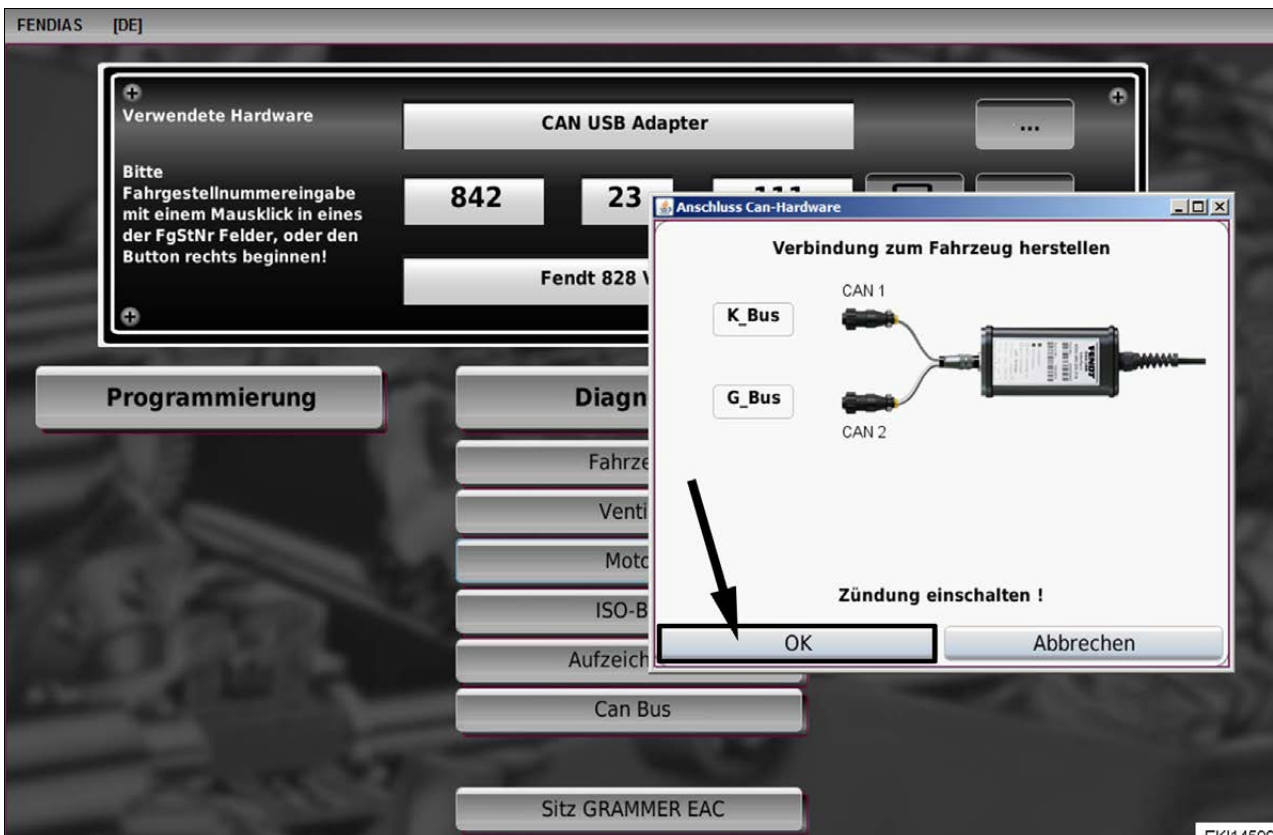 FENDIAS [DE]
Verwendete Hardware
CAN USB Adapter
...
Bitte
Fahrgestellnummereingabe
mit einem Mausklick in eines
der FgStNr Felder, oder den
Button rechts beginnen!
842 23 111
Fendt 828 V
Programmierung
Diagn
Fahrze
Venti
Moto
ISO-B
Aufzeich
Can Bus
Sitz GRAMMER EAC
Anschluss Can-Hardware
Verbindung zum Fahrzeug herstellen
CAN 1
K_Bus
FENDT
G_Bus
CAN 2
Zündung einschalten !
OK Abbrechen